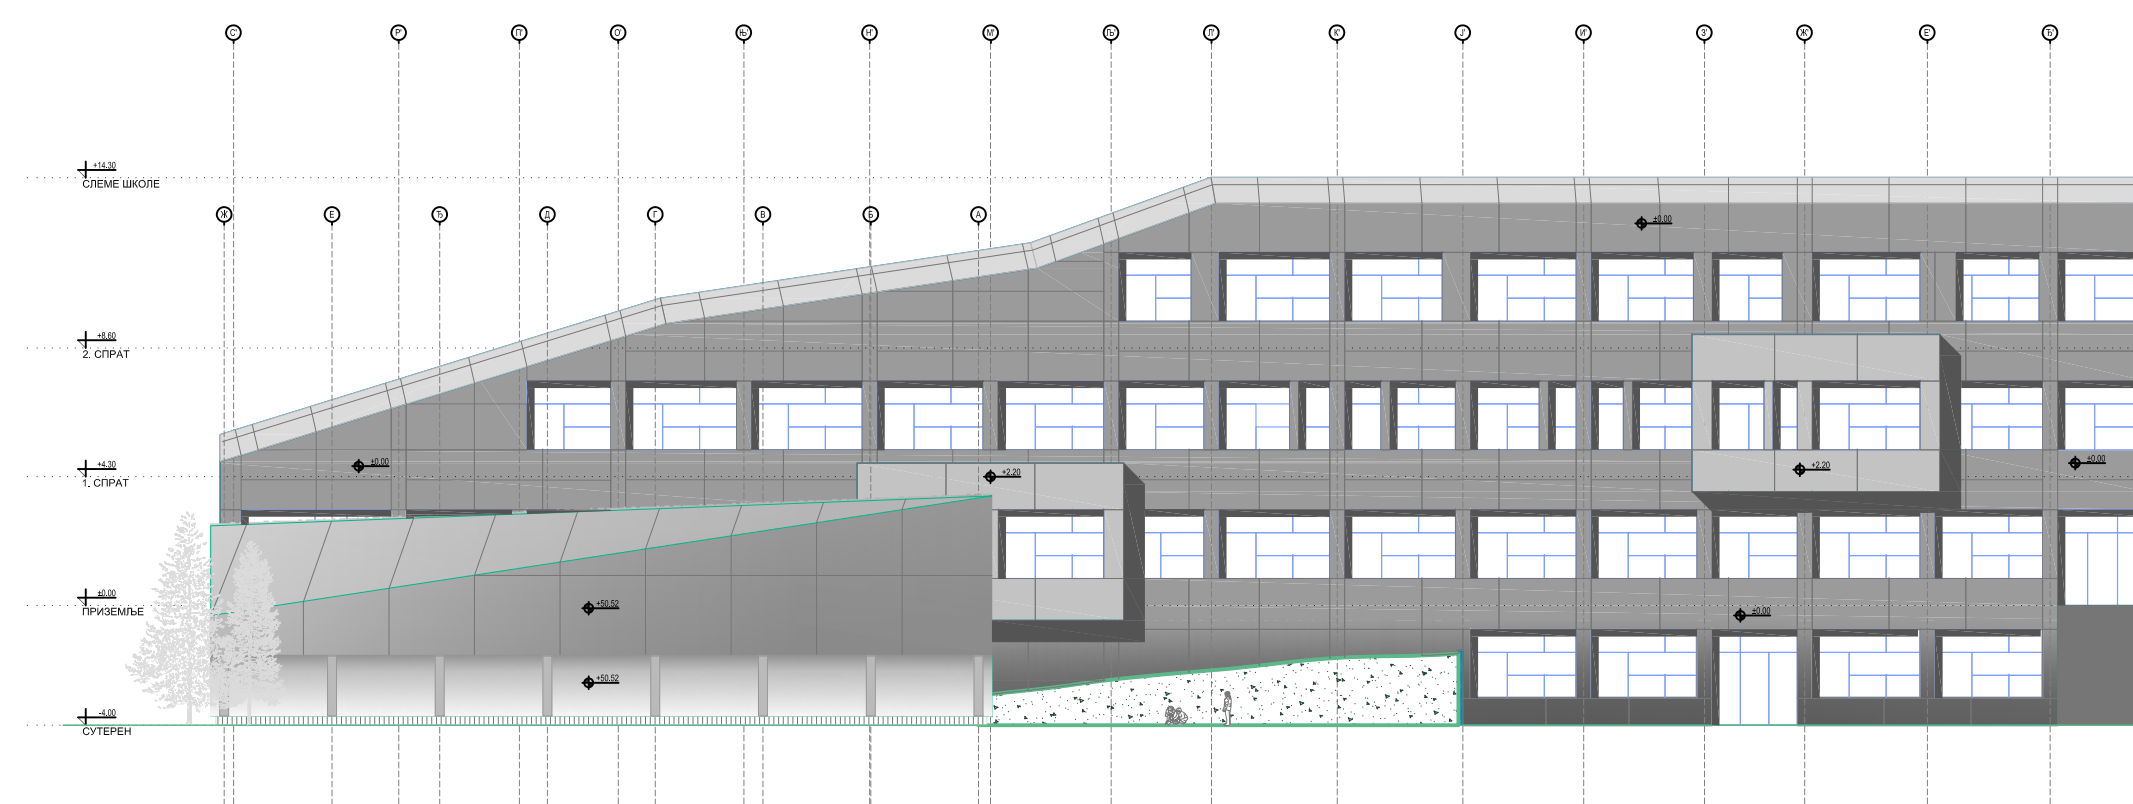 С' Р' П' О' Њ' Н' М' Љ' Л' К' Ј' И' З' Ж' Е' Ђ'
+14.30
СЛЕМЕ ШКОЛЕ
Ж Е Ђ Д Г В Б А
±0.00
+8.60
2. СПРАТ
±0.00
±0.00
+4.30
1. СПРАТ
+2.20
+2.20
±0.00
ПРИЗЕМЉЕ
+50.52
±0.00
+50.52
-4.00
СУТЕРЕН